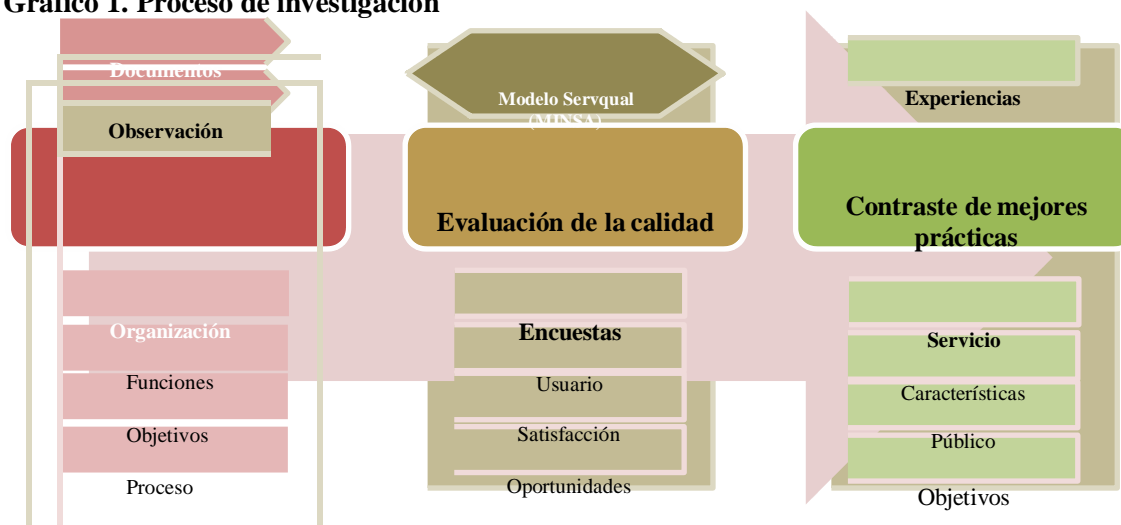 Gráfico 1. Proceso de investigación
Documentos
Observación
Organización
Funciones
Objetivos
Proceso
Modelo Servqual
(MINSA)
Evaluación de la calidad
Encuestas
Usuario
Satisfacción
Oportunidades
Experiencias
Contraste de mejores
prácticas
Servicio
Características
Público
Objetivos